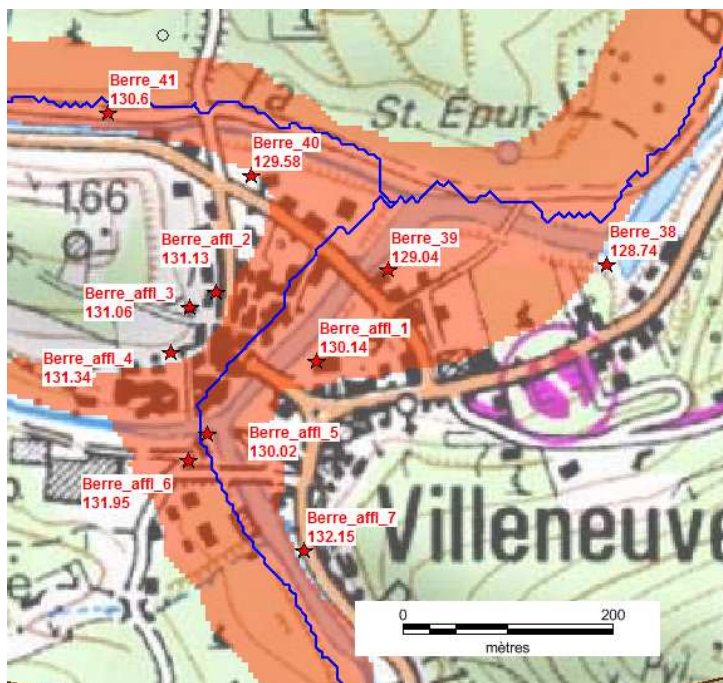 Berre_41
130.6
St. Épur
Berre_40
129.58
166
Berre_affl_2
131.13
Berre_39
129.04
Berre_38
128.74
Berre_affl_3
131.06
Berre_affl_1
130.14
Berre_affl_4
131.34
Berre_affl_5
130.02
Berre_affl_6
131.95
Berre_affl_7
132.15
Villeneuve
0 200
mètres